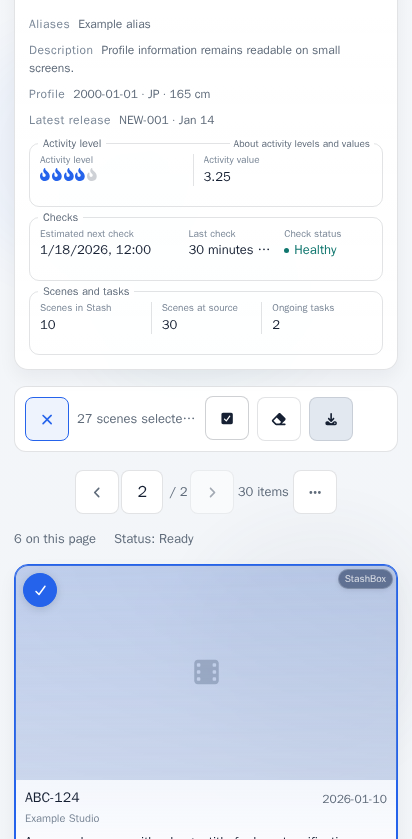 Aliases Example alias
Description Profile information remains readable on small
screens.
Profile 2000-01-01 · JP · 165 cm
Latest release NEW-001 · Jan 14
Activity level About activity levels and values
Activity level Activity value
3.25
Checks
Estimated next check Last check Check status
1/18/2026, 12:00 30 minutes ··· Healthy
Scenes and tasks
Scenes in Stash Scenes at source Ongoing tasks
10 30 2
27 scenes selecte···
2 / 2 30 items ···
6 on this page Status: Ready
StashBox
ABC-124 2026-01-10
Example Studio